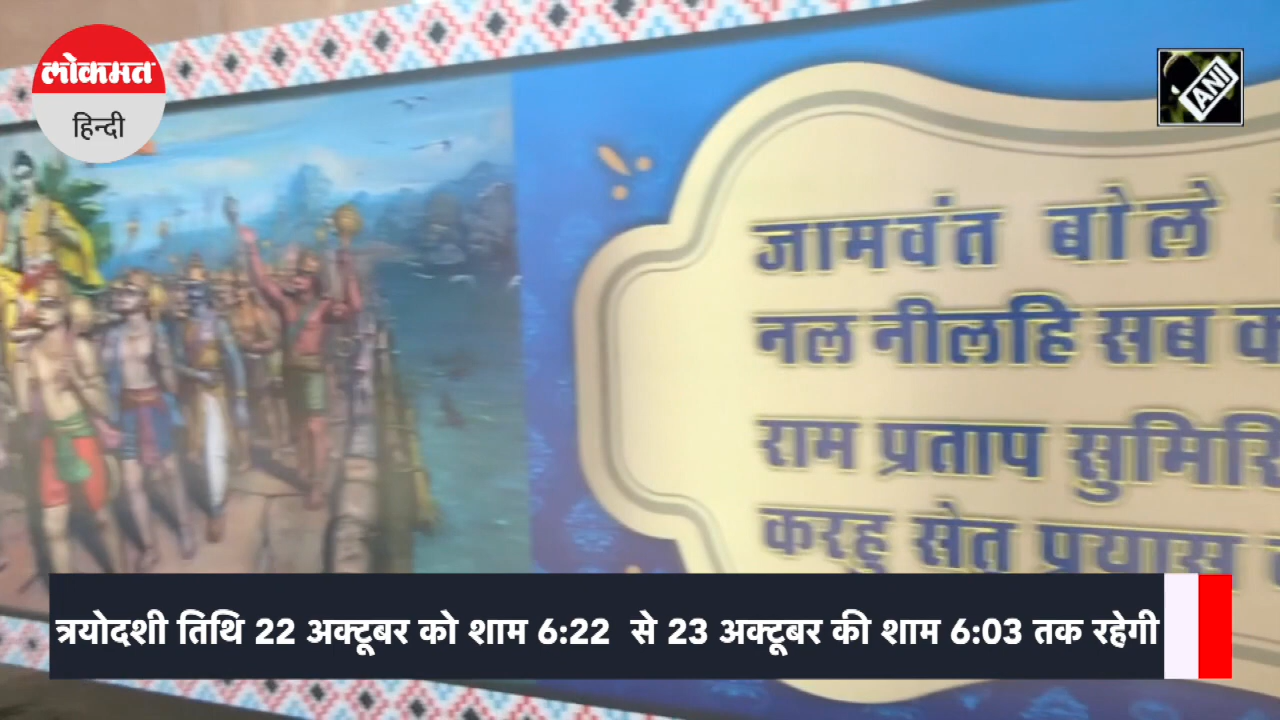 लोकमत
हिन्दी
ANI
जामवंत बोले
नल नीलहि सब
राम प्रताप सुमिरि
करहु सेतु प्रयास
त्रयोदशी तिथि 22 अक्टूबर को शाम 6:22 से 23 अक्टूबर की शाम 6:03 तक रहेगी